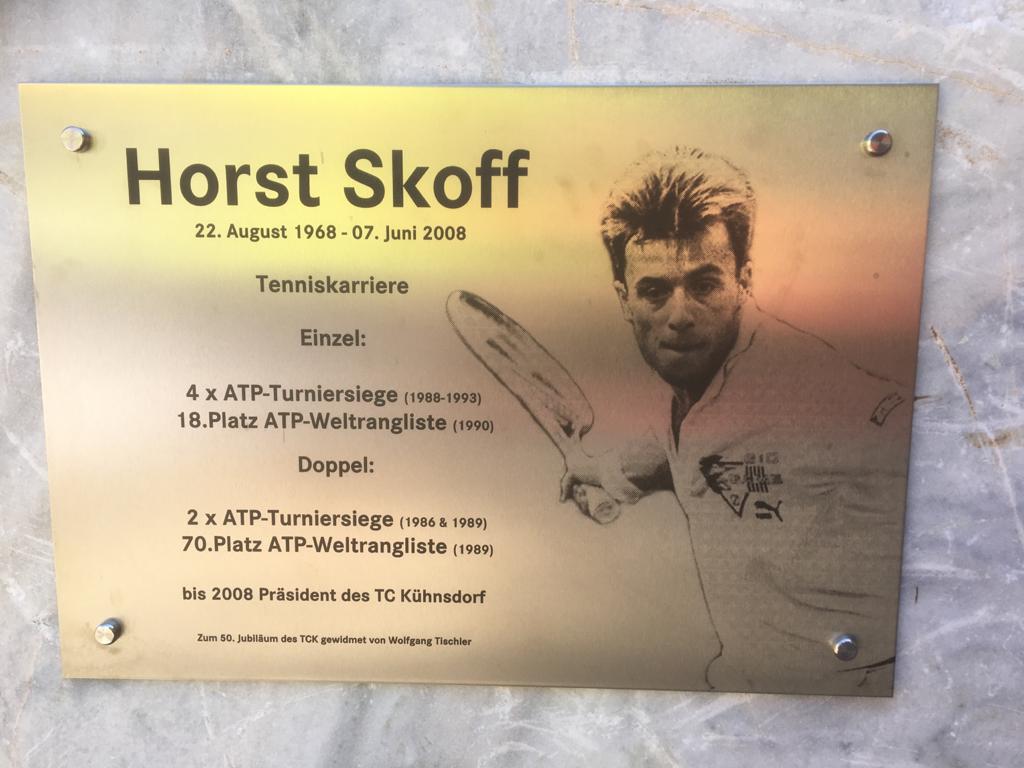 Horst Skoff
22. August 1968 - 07. Juni 2008
Tenniskarriere
Einzel:
4 x ATP-Turniersiege (1988-1993)
18.Platz ATP-Weltrangliste (1990)
Doppel:
2 x ATP-Turniersiege (1986 & 1989)
70.Platz ATP-Weltrangliste (1989)
bis 2008 Präsident des TC Kühnsdorf
Zum 50. Jubiläum des TCK gewidmet von Wolfgang Tischler